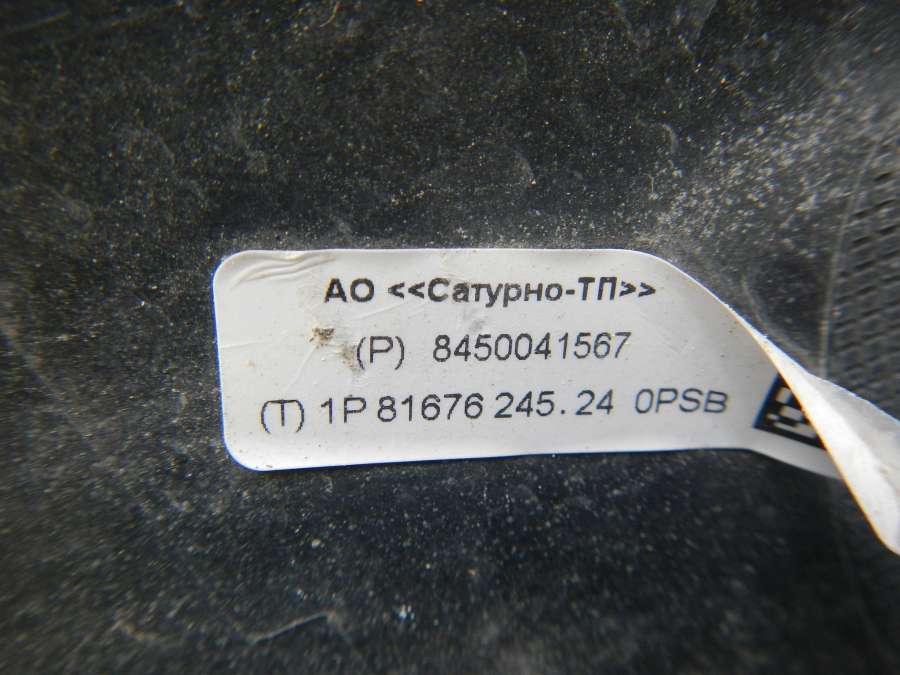 АО <<Сатурно-ТП>>
(P) 8450041567
(T) 1P 81676 245.24 0PSB